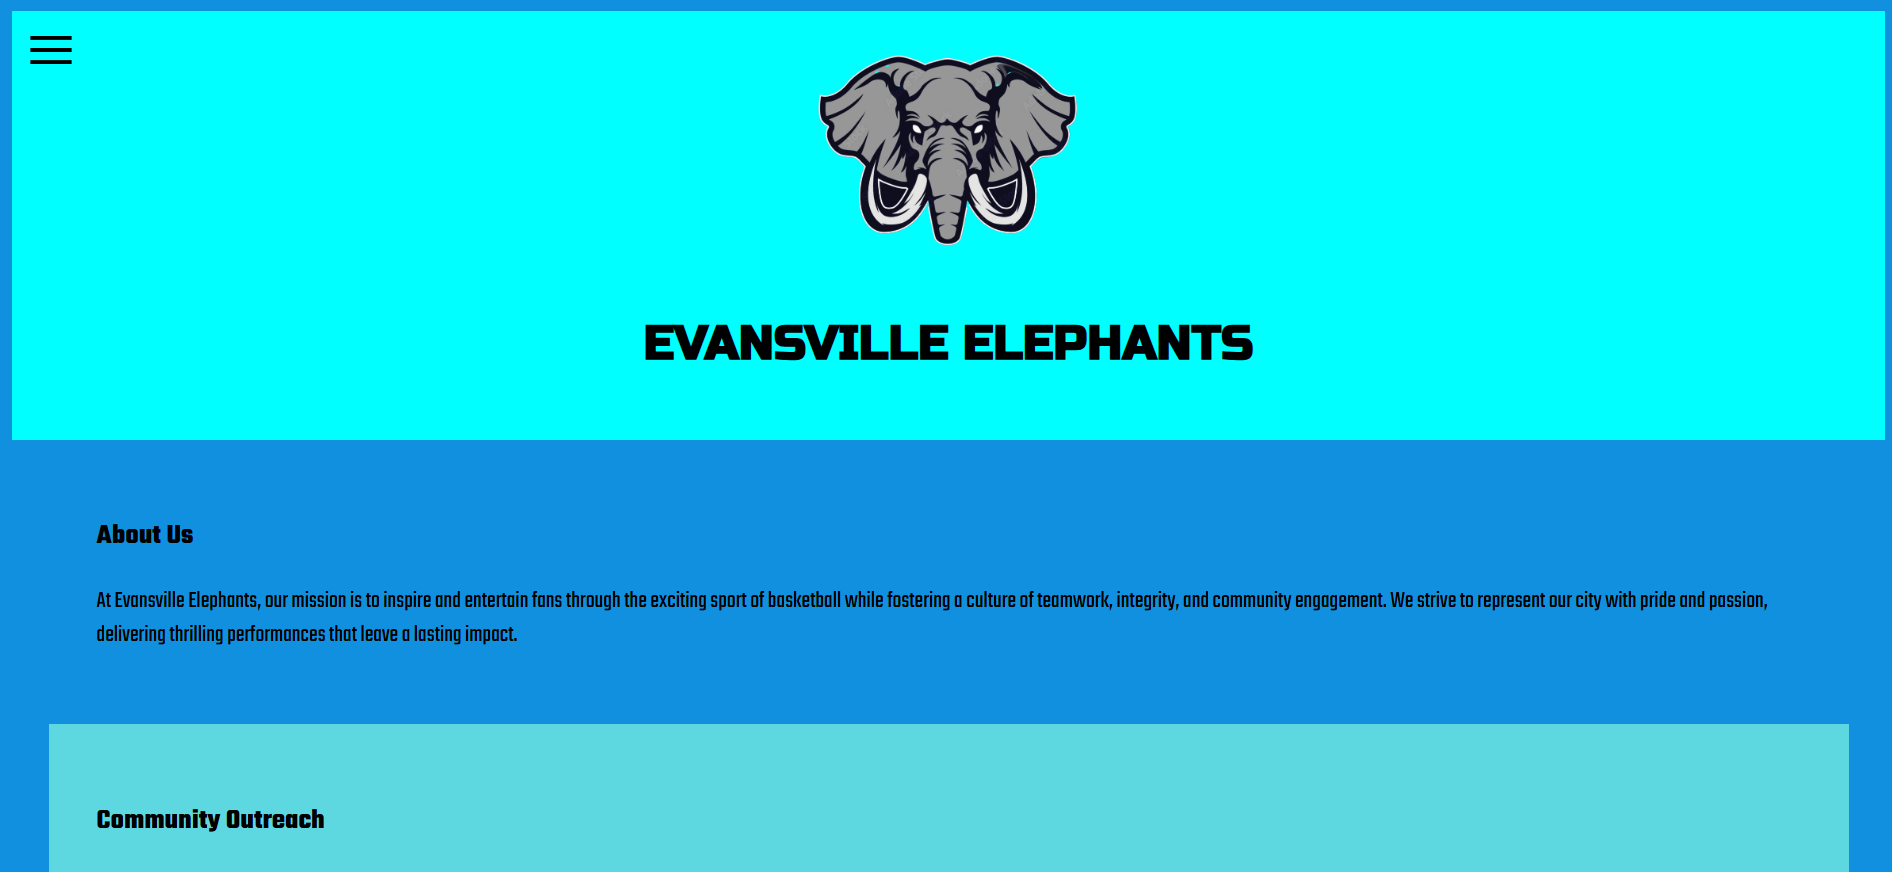 EVANSVILLE ELEPHANTS
About Us
At Evansville Elephants, our mission is to inspire and entertain fans through the exciting sport of basketball while fostering a culture of teamwork, integrity, and community engagement. We strive to represent our city with pride and passion,
delivering thrilling performances that leave a lasting impact.
Community Outreach